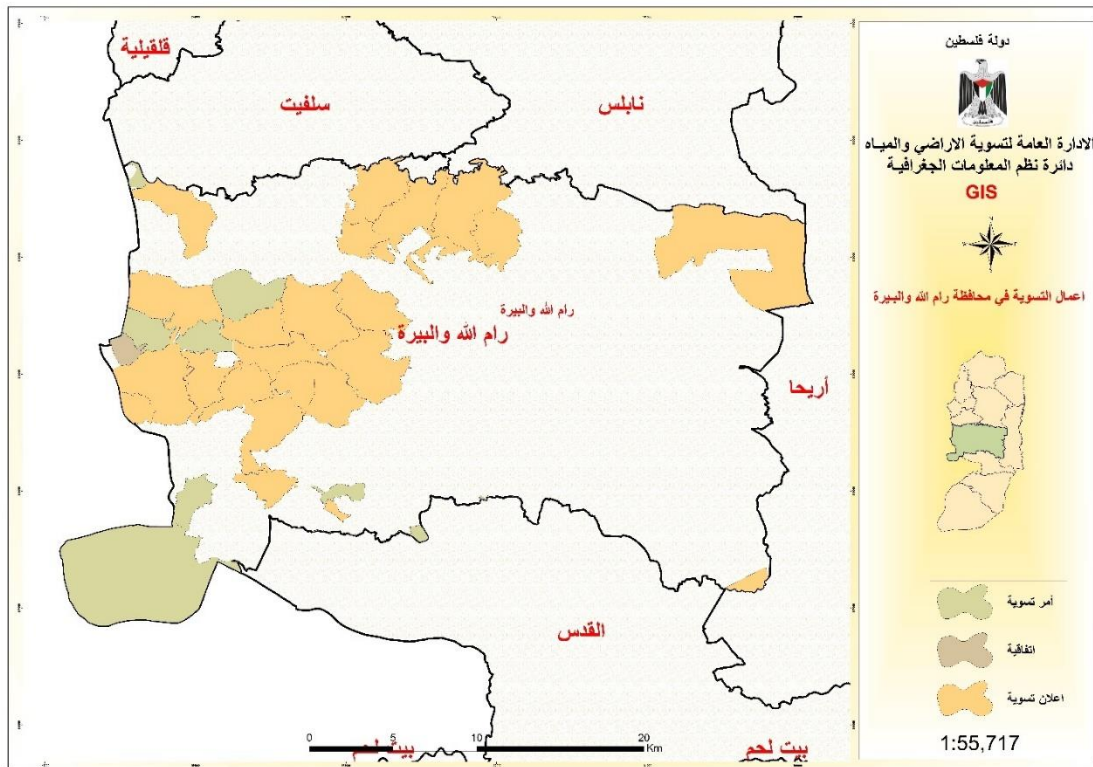 قلقيلية
سلفيت
نابلس
رام الله والبيرة
رام الله والبيرة
أريحا
القدس
بيت لحم
بيت لحم
0 5 10 20
Km
دولة فلسطين
الادارة العامة لتسوية الاراضي والمياه
دائرة نظم المعلومات الجغرافية
GIS
اعمال التسوية في محافظة رام الله والبيرة
أمر تسوية
اتفاقية
اعلان تسوية
1:55,717